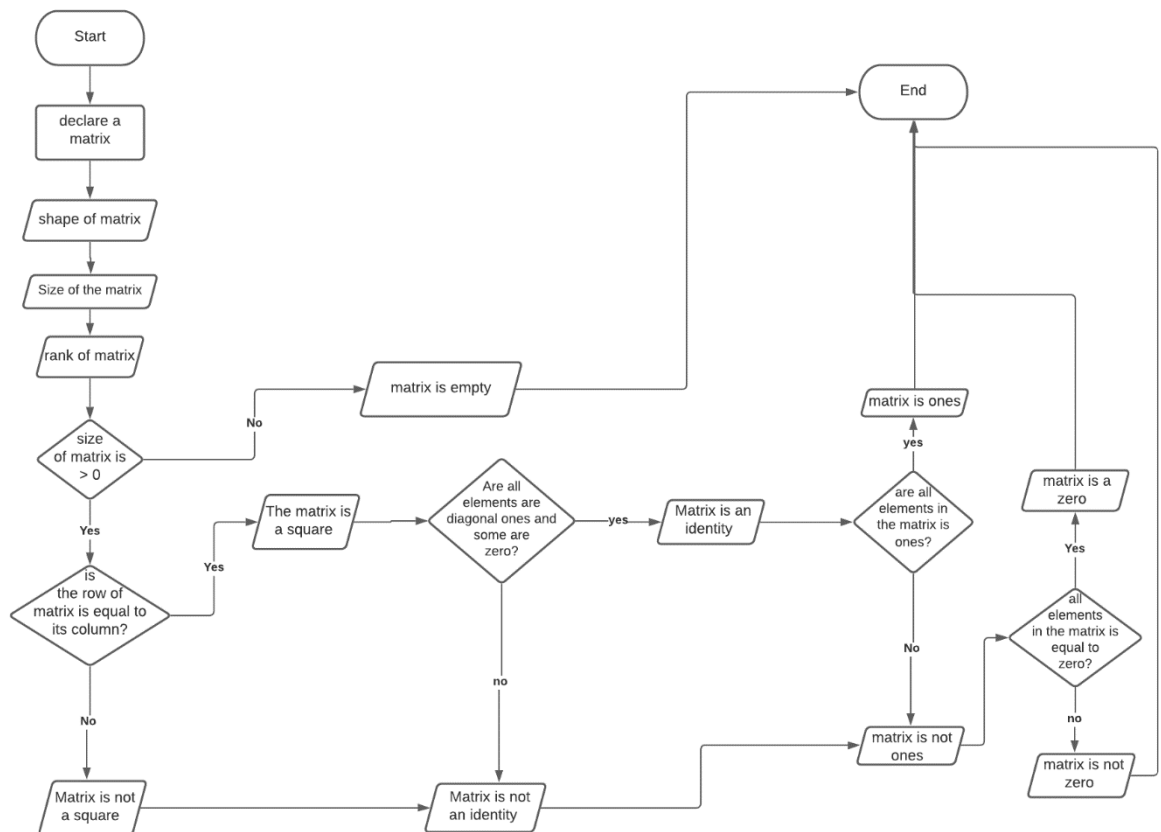 Start
End
declare a
matrix
shape of matrix
Size of the matrix
rank of matrix
matrix is empty
matrix is ones
No
size
of matrix is
> 0
yes
Are all
elements are
diagonal ones and
some are
zero?
are all
elements in
the matrix is
ones?
matrix is a
zero
The matrix is
a square
yes
Matrix is an
identity
Yes
Yes
Yes
is
the row of
matrix is equal to
its column?
all
elements
in the matrix is
equal to
zero?
No
no
No
no
matrix is not
ones
matrix is not
zero
Matrix is not
a square
Matrix is not
an identity